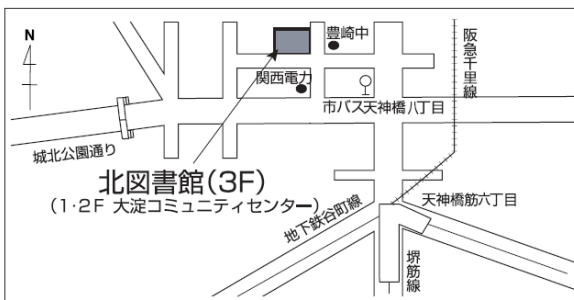 N
豊崎中
関西電力
市バス天神橋八丁目
阪急千里線
城北公園通り
北図書館(3F)
(1・2F 大淀コミュニティセンター)
地下鉄谷町線
天神橋筋六丁目
堺筋線